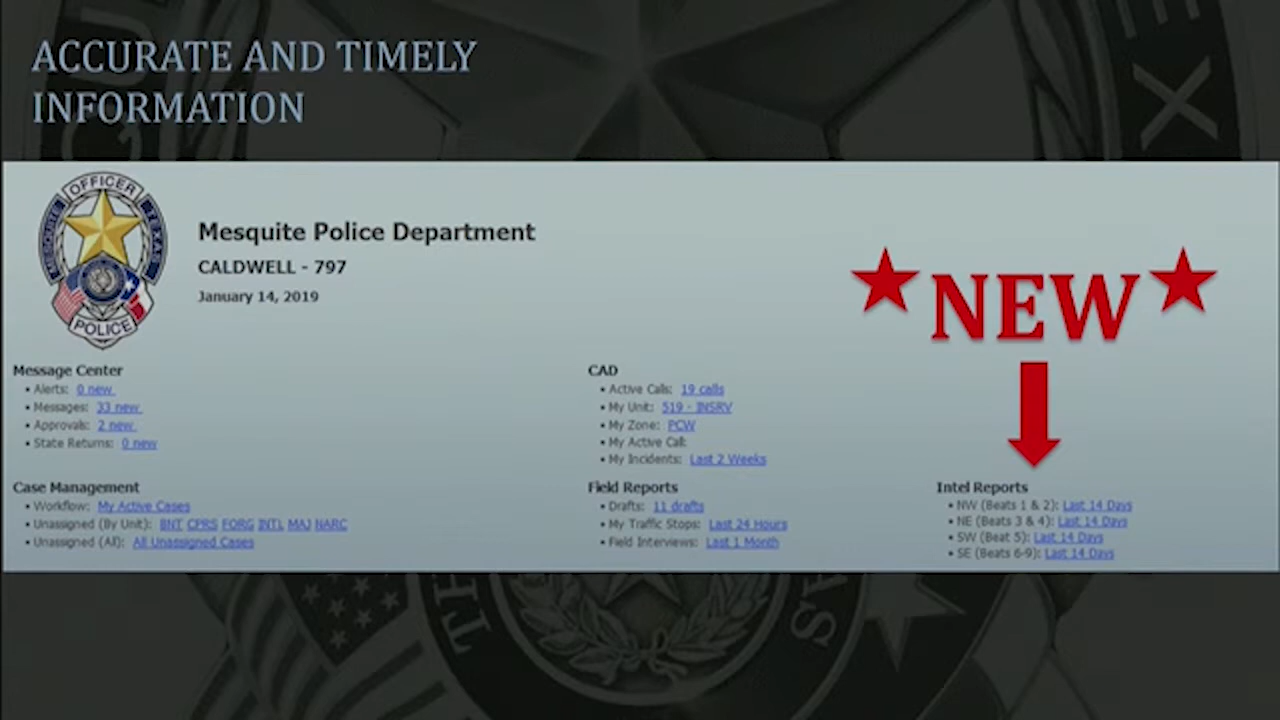 ACCURATE AND TIMELY
INFORMATION
OFFICER
MESQUITE
TEXAS
POLICE
Mesquite Police Department
CALDWELL - 797
January 14, 2019
★NEW★
Message Center
• Alerts: 0 new
• Messages: 33 new
• Approvals: 2 new
• State Returns: 0 new
CAD
• Active Calls: 19 calls
• My Unit: 519 - INSRV
• My Zone: PCW
• My Active Call:
• My Incidents: Last 2 Weeks
Case Management
• Workflow: My Active Cases
• Unassigned (By Unit): BNT CPRS FORG INTL MAJ NARC
• Unassigned (All): All Unassigned Cases
Field Reports
• Drafts: 11 drafts
• My Traffic Stops: Last 24 Hours
• Field Interviews: Last 1 Month
Intel Reports
• NW (Beats 1 & 2): Last 14 Days
• NE (Beats 3 & 4): Last 14 Days
• SW (Beat 5): Last 14 Days
• SE (Beats 6-9): Last 14 Days